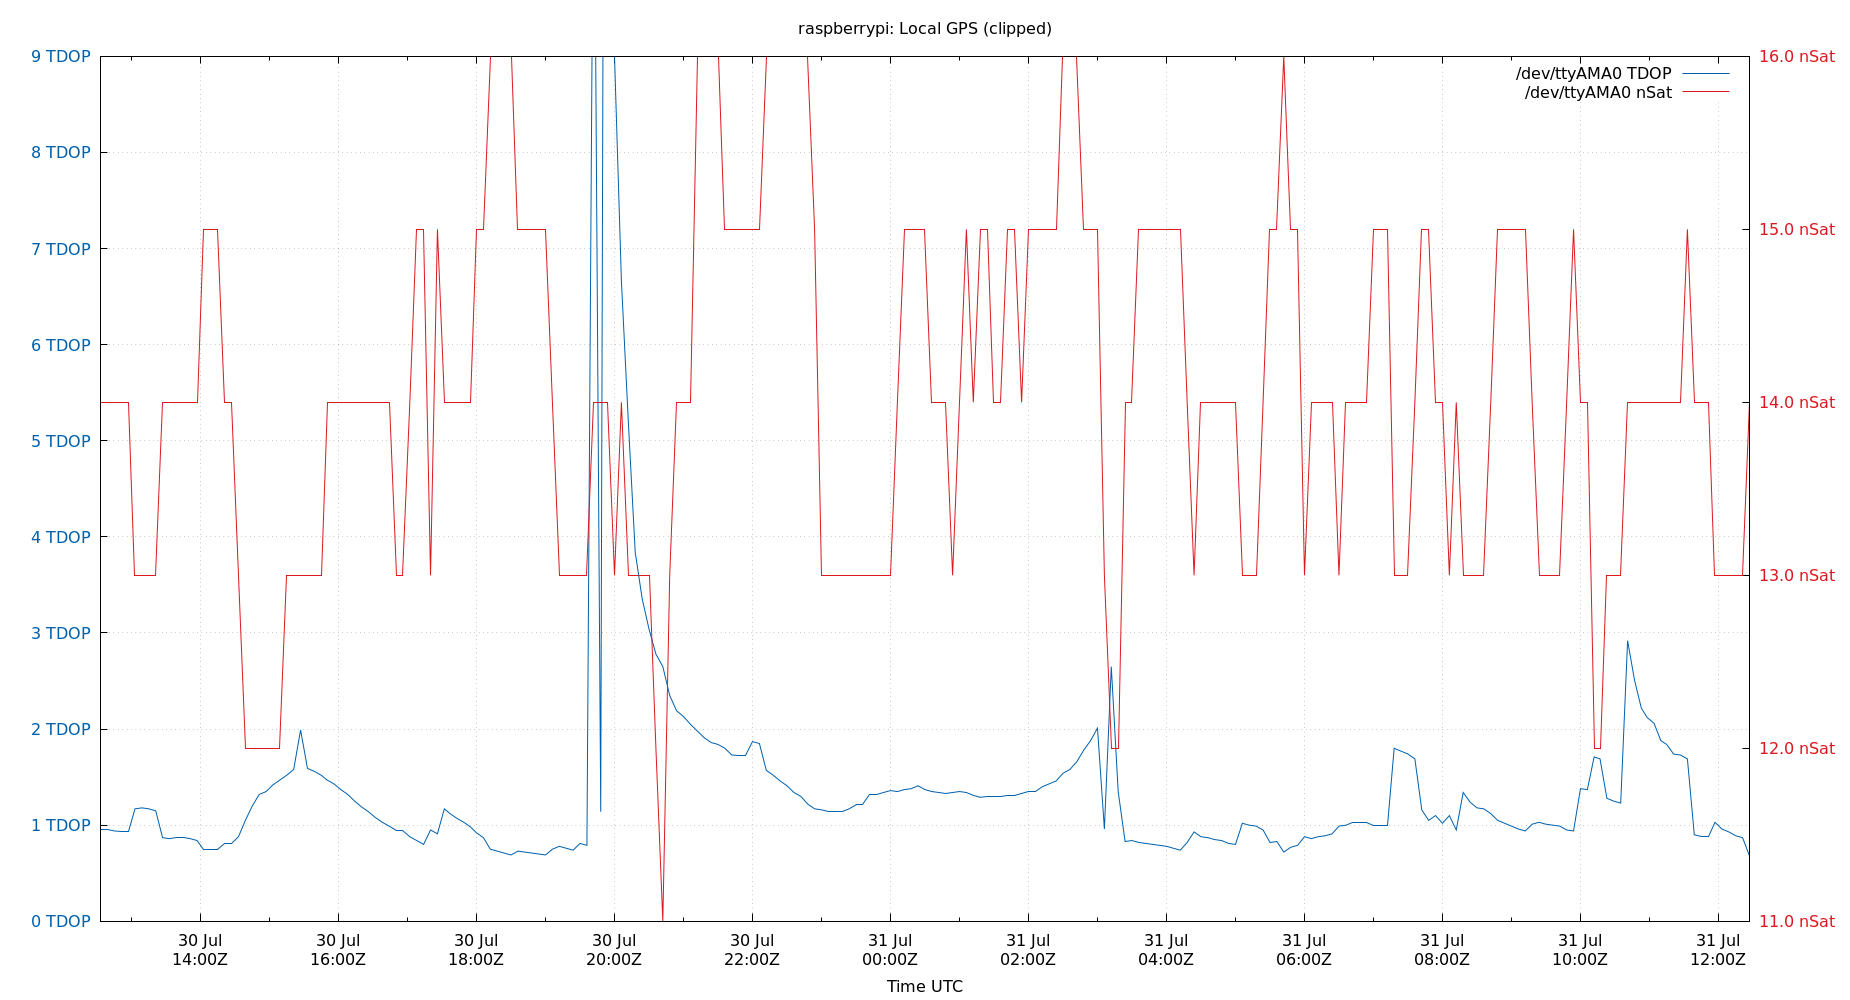 raspberrypi: Local GPS (clipped)
9 TDOP
8 TDOP
7 TDOP
6 TDOP
5 TDOP
4 TDOP
3 TDOP
2 TDOP
1 TDOP
0 TDOP
16.0 nSat
15.0 nSat
14.0 nSat
13.0 nSat
12.0 nSat
11.0 nSat
/dev/ttyAMA0 TDOP
/dev/ttyAMA0 nSat
30 Jul
14:00Z
30 Jul
16:00Z
30 Jul
18:00Z
30 Jul
20:00Z
30 Jul
22:00Z
31 Jul
00:00Z
31 Jul
02:00Z
31 Jul
04:00Z
31 Jul
06:00Z
31 Jul
08:00Z
31 Jul
10:00Z
31 Jul
12:00Z
Time UTC